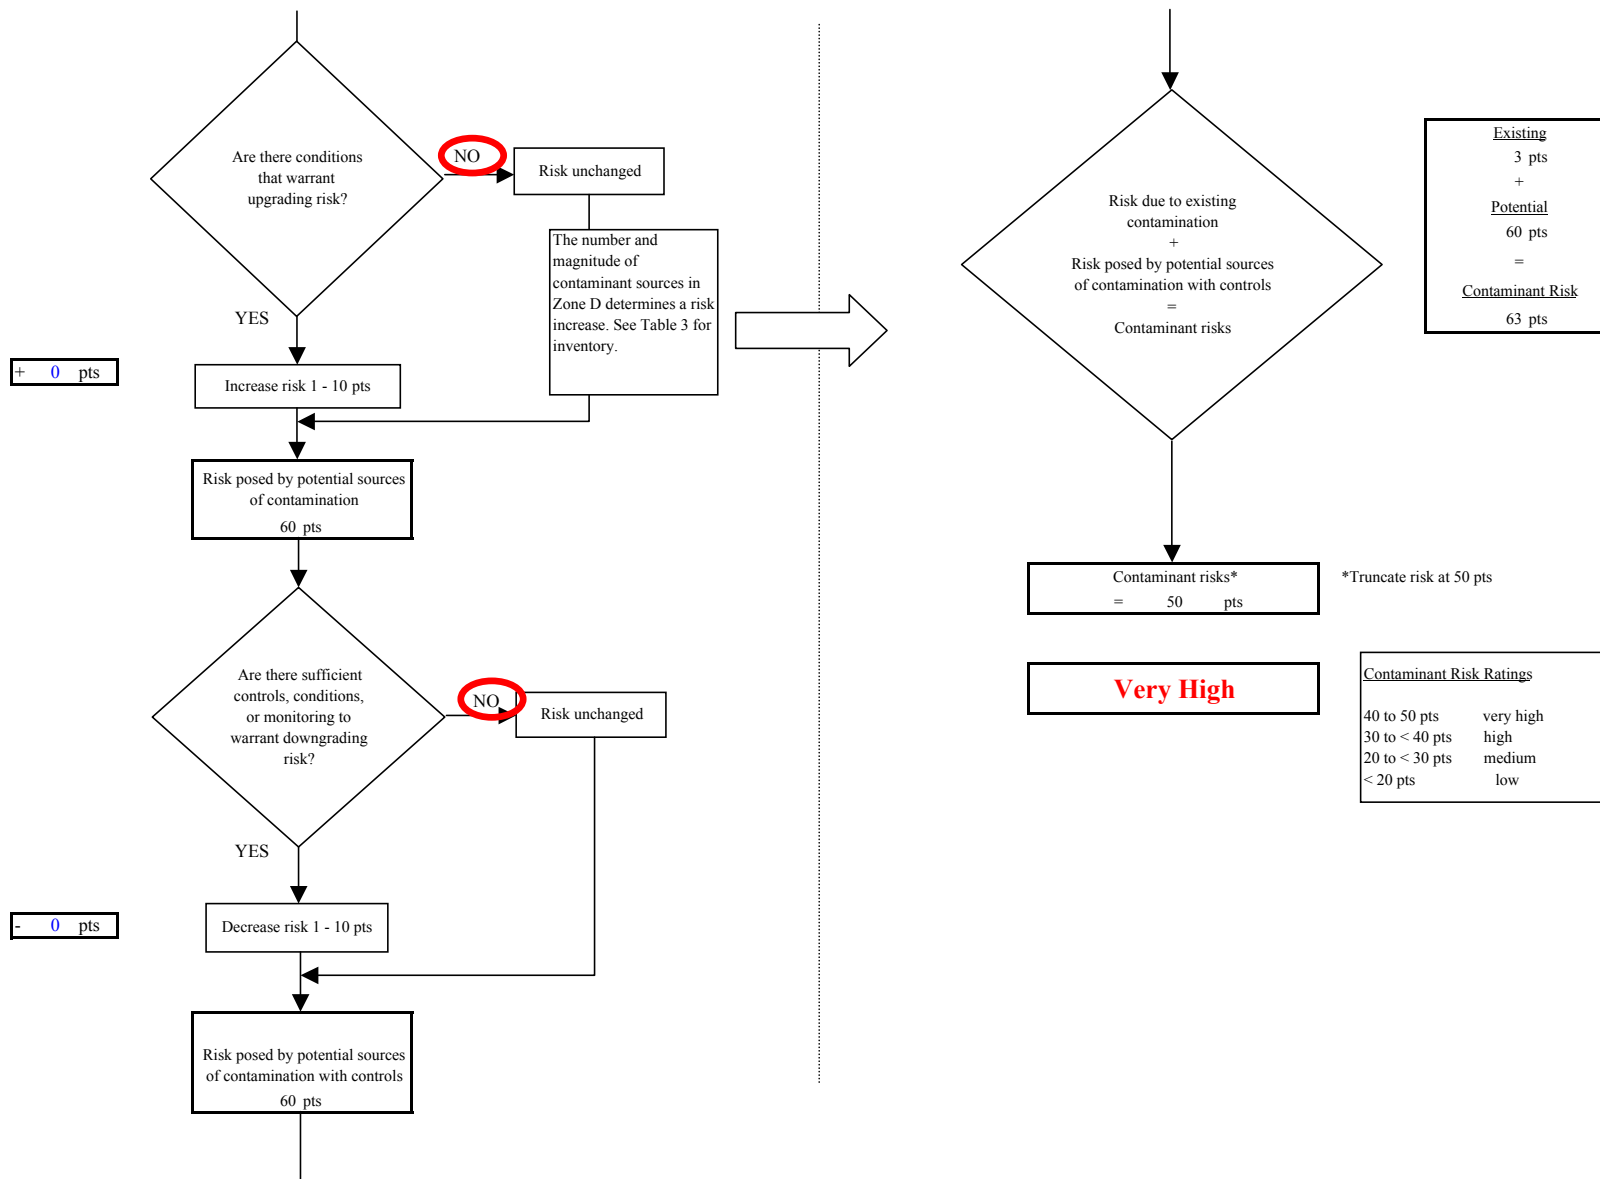 Are there conditions
that warrant
upgrading risk?
NO
Risk unchanged
The number and
magnitude of
contaminant sources in
Zone D determines a risk
increase. See Table 3 for
inventory.
YES
+ 0 pts
Increase risk 1 - 10 pts
Risk posed by potential sources
of contamination
60 pts
Are there sufficient
controls, conditions,
or monitoring to
warrant downgrading
risk?
NO
Risk unchanged
YES
- 0 pts
Decrease risk 1 - 10 pts
Risk posed by potential sources
of contamination with controls
60 pts
Risk due to existing
contamination
+
Risk posed by potential sources
of contamination with controls
=
Contaminant risks
Existing
3 pts
+
Potential
60 pts
=
Contaminant Risk
63 pts
Contaminant risks*
= 50 pts
*Truncate risk at 50 pts
Very High
Contaminant Risk Ratings
40 to 50 pts very high
30 to < 40 pts high
20 to < 30 pts medium
< 20 pts low